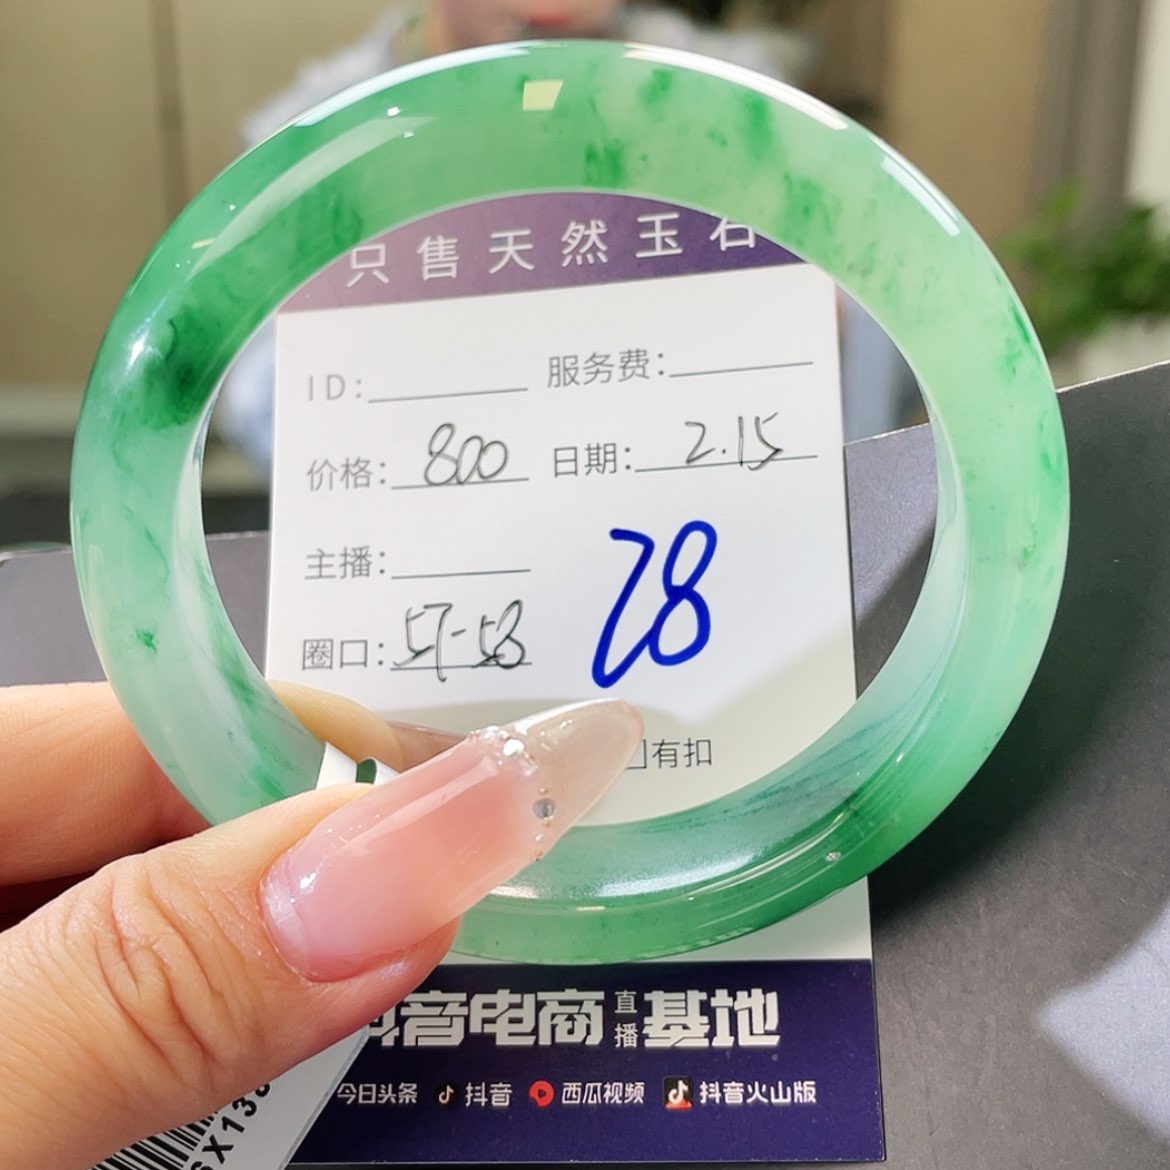 只售天然玉石
ID: 服务费:
价格: 800 日期: 2.15
主播:
圈口: 57-58
28
有扣
抖音电商直播基地
今日头条 抖音 西瓜视频 抖音火山版